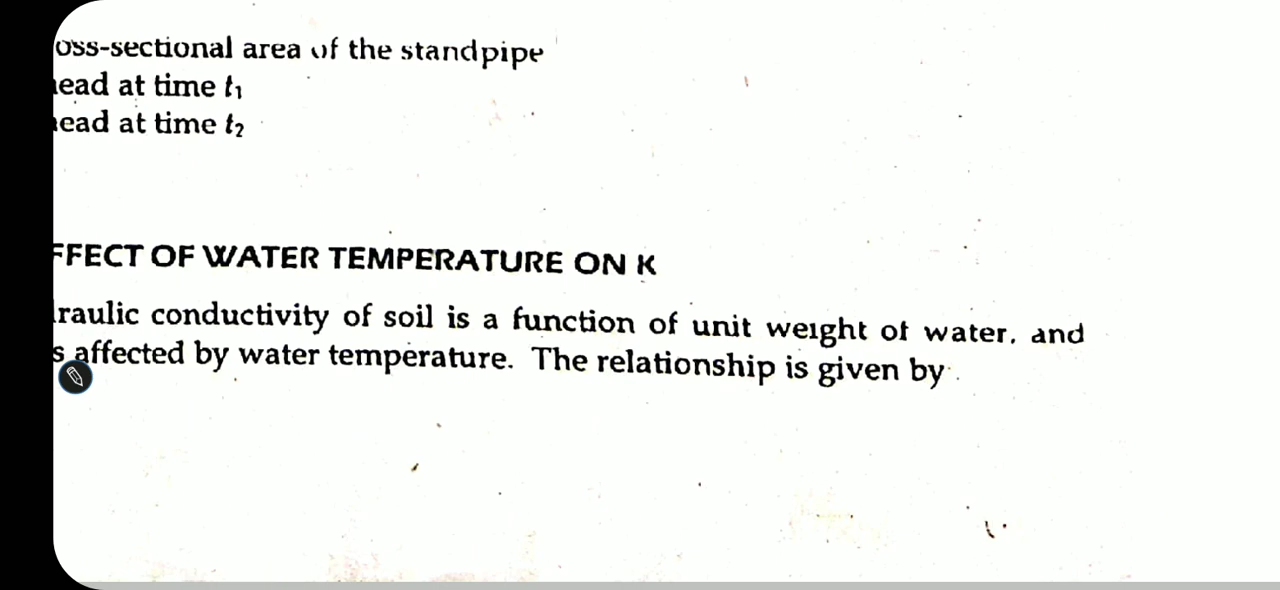 oss-sectional area of the standpipe
ead at time t₁
ead at time t₂
FFECT OF WATER TEMPERATURE ON K
raulic conductivity of soil is a function of unit weight of water, and
s affected by water temperature. The relationship is given by